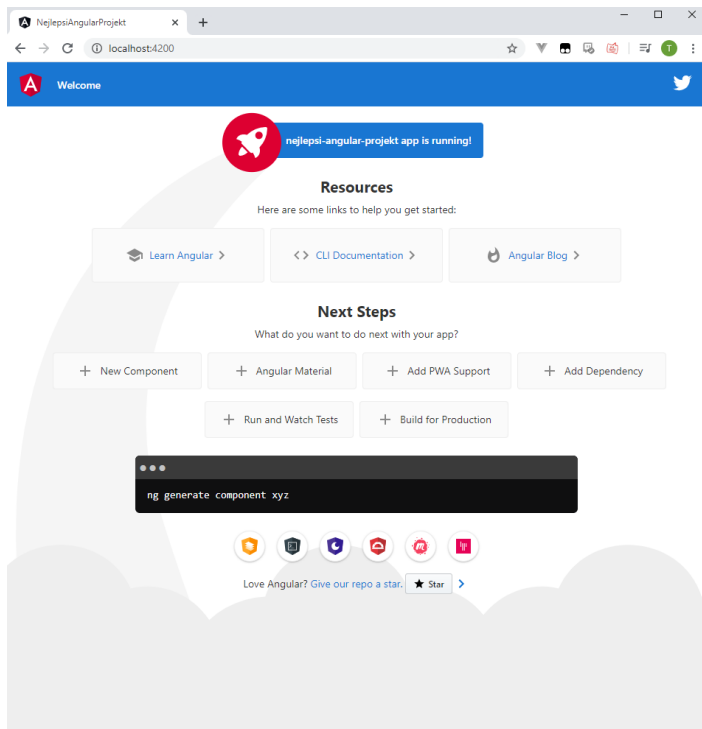 NejlepsiAngularProjekt
localhost:4200
T
Welcome
nejlepsi-angular-projekt app is running!
Resources
Here are some links to help you get started:
Learn Angular
CLI Documentation
Angular Blog
Next Steps
What do you want to do next with your app?
New Component
Angular Material
Add PWA Support
Add Dependency
Run and Watch Tests
Build for Production
ng generate component xyz
Love Angular? Give our repo a star. Star